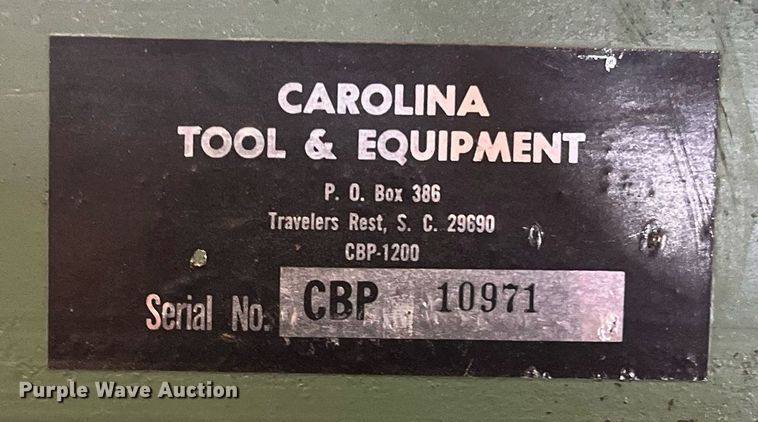 CAROLINA
TOOL & EQUIPMENT
P. O. Box 386
Travelers Rest, S. C. 29690
CBP-1200
Serial No. CBP 10971
Purple Wave Auction